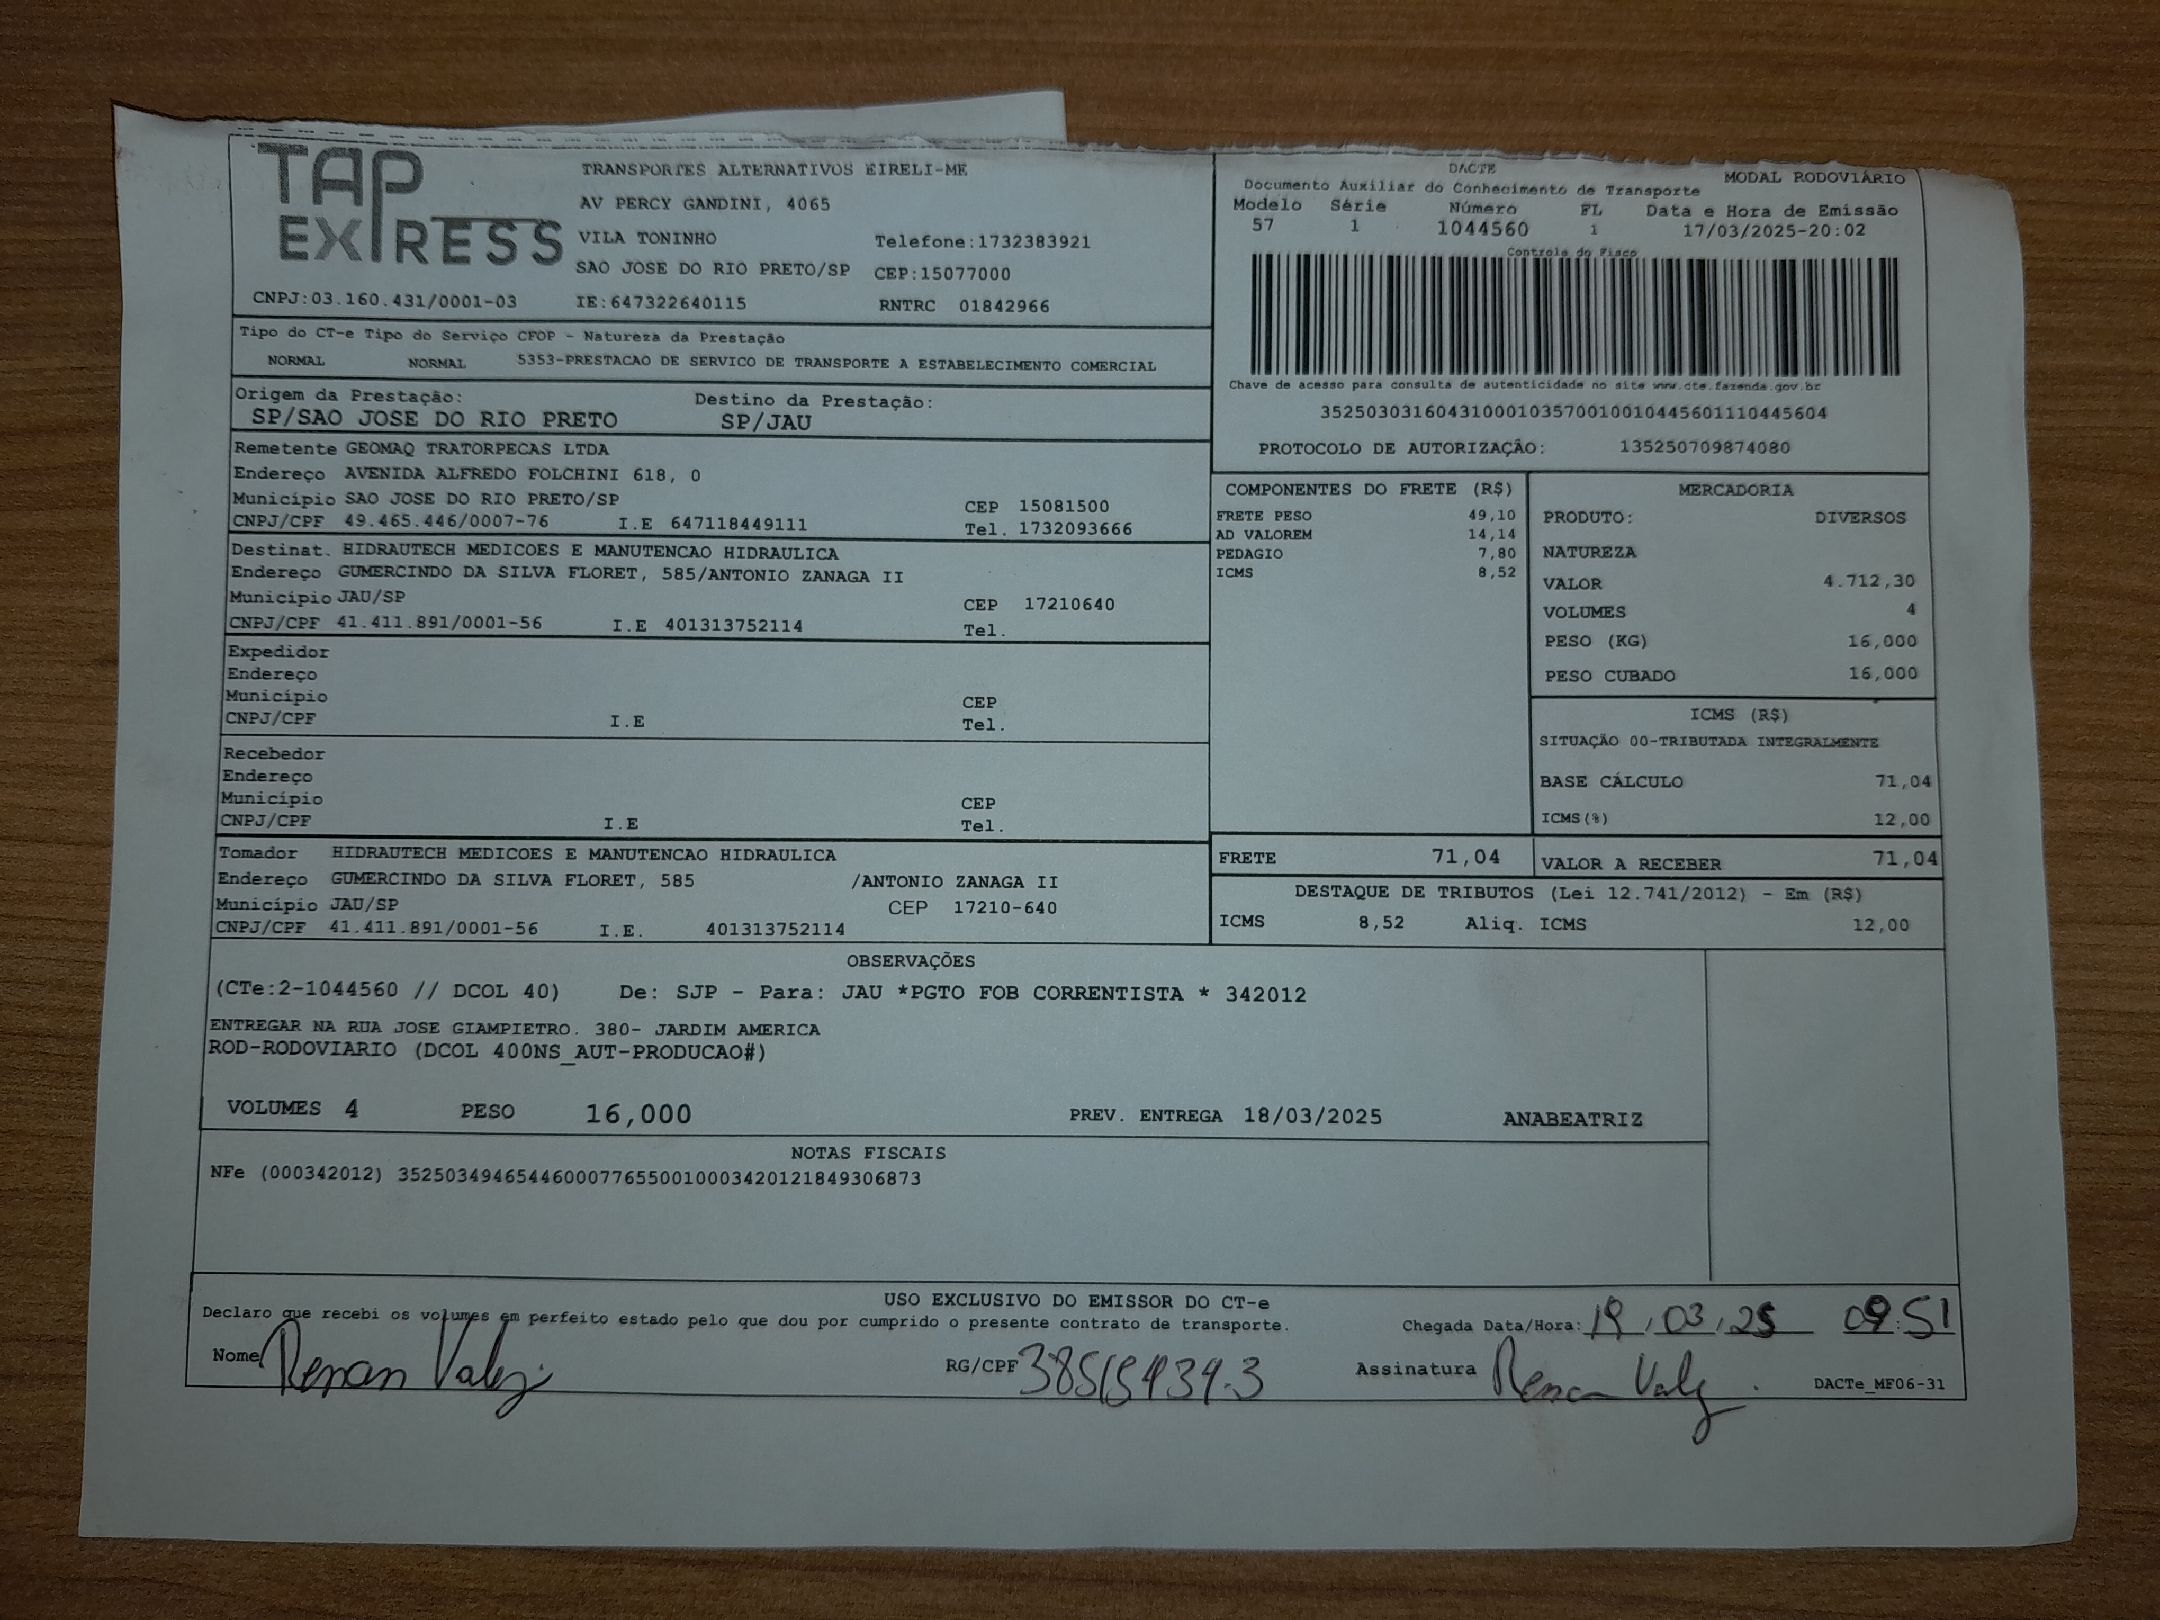 TAP EXPRESS
TRANSPORTES ALTERNATIVOS EIRELI-ME
AV PERCY GANDINI, 4065
VILA TONINHO Telefone:1732383921
SAO JOSE DO RIO PRETO/SP CEP:15077000
CNPJ:03.160.431/0001-03 IE:647322640115 RNTRC 01842966
DACTE MODAL RODOVIÁRIO
Documento Auxiliar do Conhecimento de Transporte
Modelo Série Número FL Data e Hora de Emissão
57 1 1044560 1 17/03/2025-20:02
Controle do Fisco
Chave de acesso para consulta de autenticidade no site www.cte.fazenda.gov.br
35250303160431000103570010010445601110445604
PROTOCOLO DE AUTORIZAÇÃO: 135250709874080
Tipo do CT-e Tipo do Serviço CFOP - Natureza da Prestação
NORMAL NORMAL 5353-PRESTACAO DE SERVICO DE TRANSPORTE A ESTABELECIMENTO COMERCIAL
Origem da Prestação: Destino da Prestação:
SP/SAO JOSE DO RIO PRETO SP/JAU
Remetente GEOMAQ TRATORPECAS LTDA
Endereço AVENIDA ALFREDO FOLCHINI 618, 0
Município SAO JOSE DO RIO PRETO/SP CEP 15081500
CNPJ/CPF 49.465.446/0007-76 I.E 647118449111 Tel. 1732093666
Destinat. HIDRAUTECH MEDICOES E MANUTENCAO HIDRAULICA
Endereço GUMERCINDO DA SILVA FLORET, 585/ANTONIO ZANAGA II
Município JAU/SP CEP 17210640
CNPJ/CPF 41.411.891/0001-56 I.E 401313752114 Tel.
Expedidor
Endereço
Município CEP
CNPJ/CPF I.E Tel.
Recebedor
Endereço
Município CEP
CNPJ/CPF I.E Tel.
Tomador HIDRAUTECH MEDICOES E MANUTENCAO HIDRAULICA
Endereço GUMERCINDO DA SILVA FLORET, 585 /ANTONIO ZANAGA II
Município JAU/SP CEP 17210-640
CNPJ/CPF 41.411.891/0001-56 I.E. 401313752114
COMPONENTES DO FRETE (R$)
FRETE PESO 49,10
AD VALOREM 14,14
PEDAGIO 7,80
ICMS 8,52
MERCADORIA
PRODUTO: DIVERSOS
NATUREZA
VALOR 4.712,30
VOLUMES 4
PESO (KG) 16,000
PESO CUBADO 16,000
ICMS (R$)
SITUAÇÃO 00-TRIBUTADA INTEGRALMENTE
BASE CÁLCULO 71,04
ICMS(%) 12,00
FRETE 71,04 VALOR A RECEBER 71,04
DESTAQUE DE TRIBUTOS (Lei 12.741/2012) - Em (R$)
ICMS 8,52 Aliq. ICMS 12,00
OBSERVAÇÕES
(CTe:2-1044560 // DCOL 40) De: SJP - Para: JAU *PGTO FOB CORRENTISTA * 342012
ENTREGAR NA RUA JOSE GIAMPIETRO. 380- JARDIM AMERICA
ROD-RODOVIARIO (DCOL 400NS_AUT-PRODUCAO#)
VOLUMES 4 PESO 16,000 PREV. ENTREGA 18/03/2025 ANABEATRIZ
NOTAS FISCAIS
NFe (000342012) 35250349465446000776550010003420121849306873
USO EXCLUSIVO DO EMISSOR DO CT-e
Declaro que recebi os volumes em perfeito estado pelo que dou por cumprido o presente contrato de transporte.
Chegada Data/Hora: 19/03/25 09:51
Nome Renan RG/CPF Assinatura Renan DACTe_MF06-31